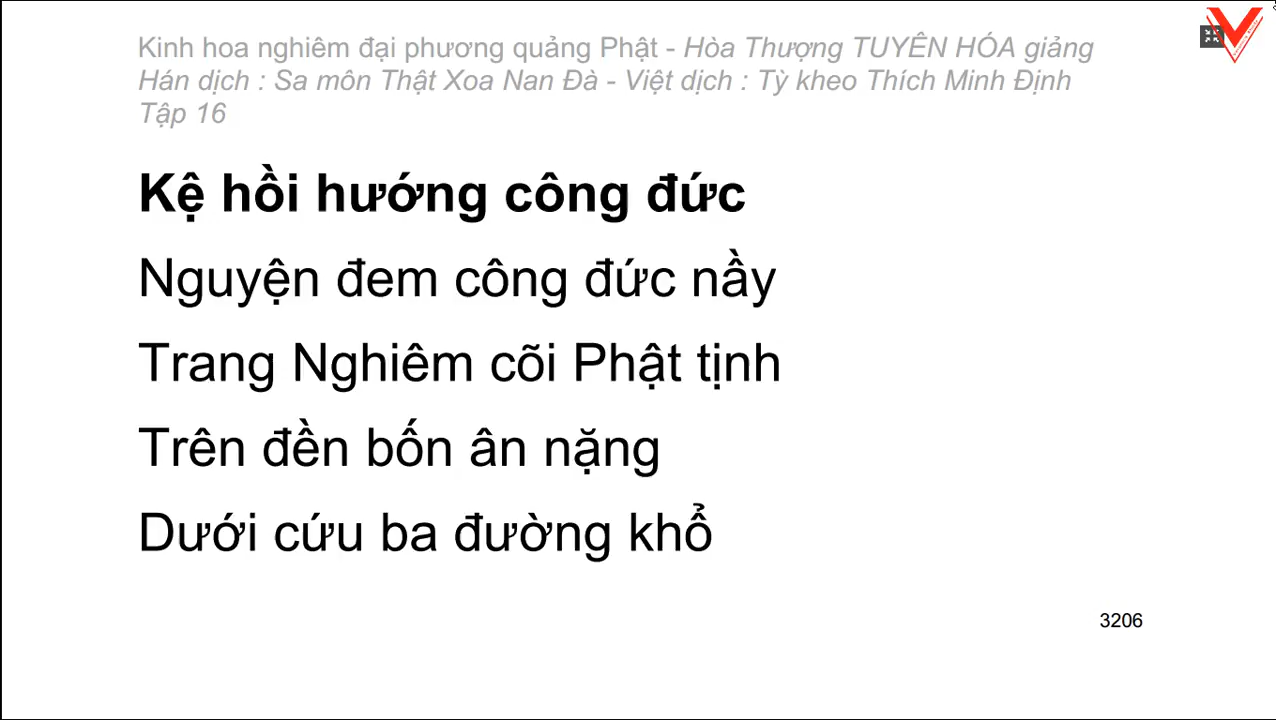 Kinh hoa nghiêm đại phương quảng Phật - Hòa Thượng TUYÊN HÓA giảng
Hán dịch : Sa môn Thật Xoa Nan Đà - Việt dịch : Tỳ kheo Thích Minh Định
Tập 16
Kệ hồi hướng công đức
Nguyện đem công đức nầy
Trang Nghiêm cõi Phật tịnh
Trên đền bốn ân nặng
Dưới cứu ba đường khổ
3206